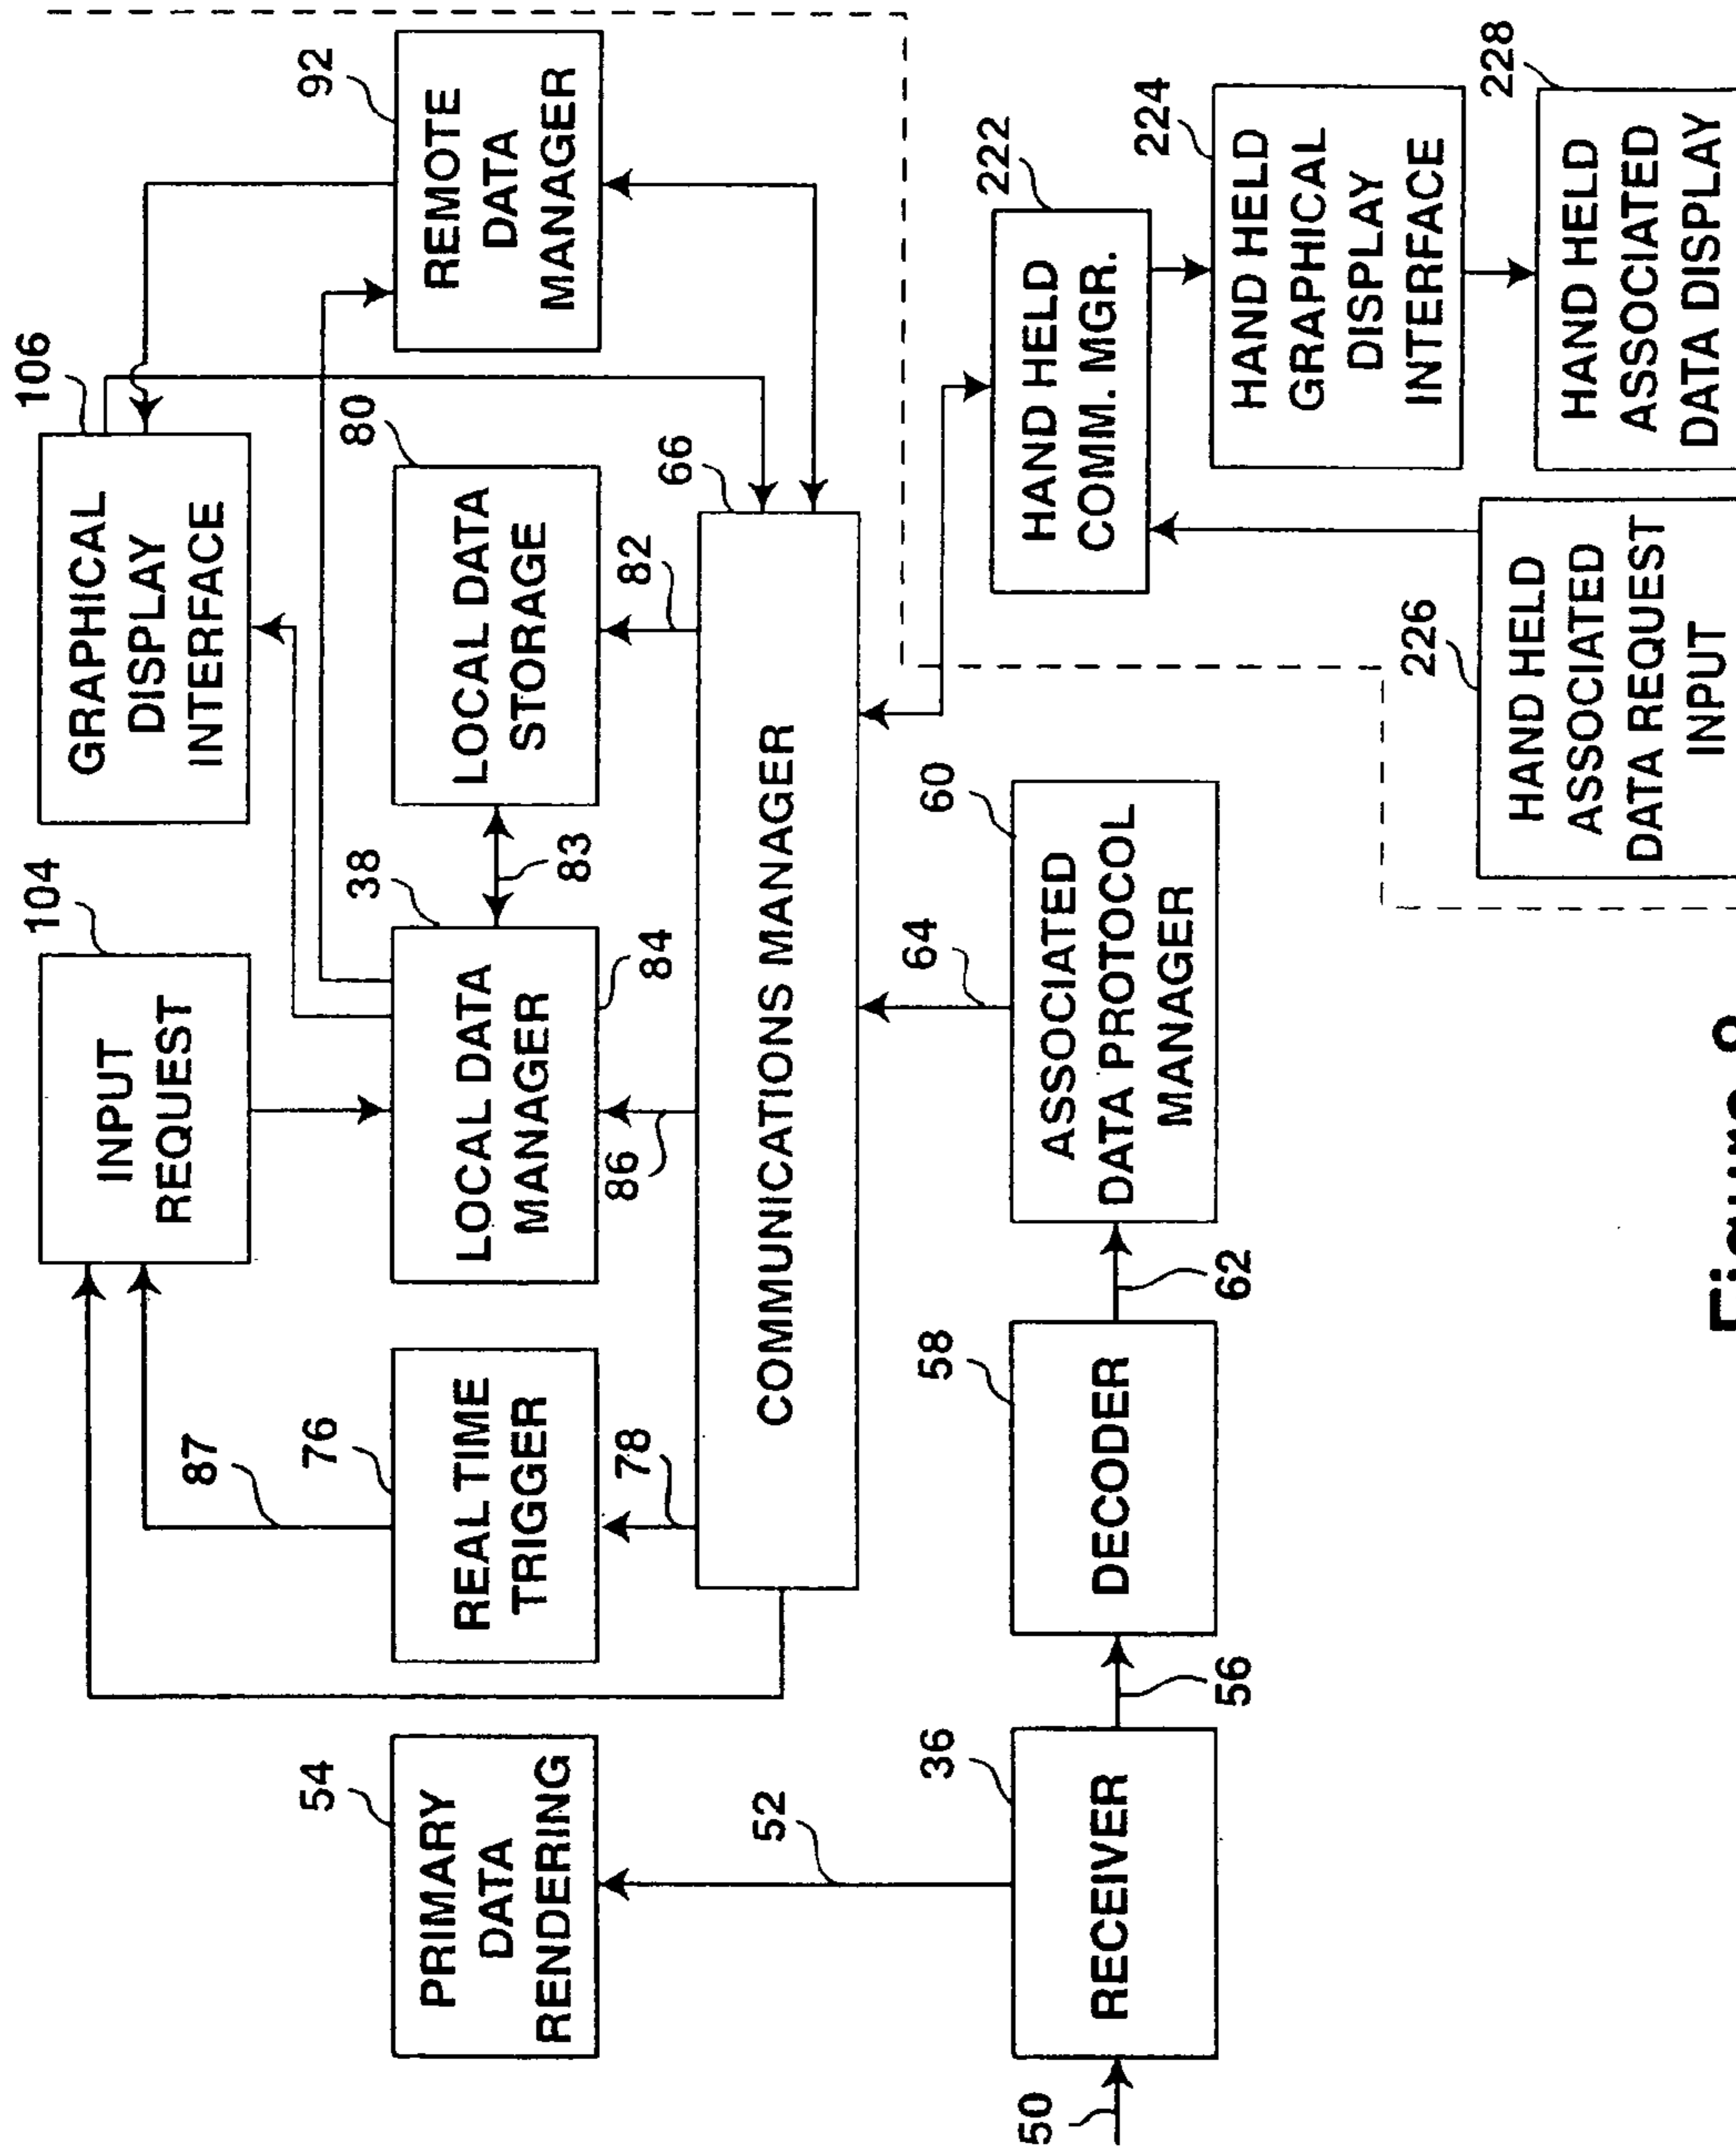 104
INPUT
REQUEST
106
GRAPHICAL
DISPLAY
INTERFACE
87
54
PRIMARY
DATA
RENDERING
76
REALTIME
TRIGGER
38
LOCAL DATA
MANAGER
84
83
80
LOCAL DATA
STORAGE
92
REMOTE
DATA
MANAGER
78
86
82
66
COMMUNICATIONS MANAGER
52
64
50
36
RECEIVER
56
58
DECODER
62
60
ASSOCIATED
DATA PROTOCOL
MANAGER
222
HAND HELD
COMM. MGR.
224
HAND HELD
GRAPHICAL
DISPLAY
INTERFACE
226
HAND HELD
ASSOCIATED
DATA REQUEST
INPUT
228
HAND HELD
ASSOCIATED
DATA DISPLAY
Figure